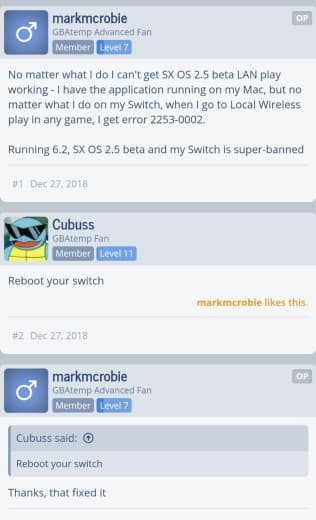 markmcrobie
OP
GBAtemp Advanced Fan
Member Level 7
No matter what I do I can't get SX OS 2.5 beta LAN play
working - I have the application running on my Mac, but no
matter what I do on my Switch, when I go to Local Wireless
play in any game, I get error 2253-0002.
Running 6.2, SX OS 2.5 beta and my Switch is super-banned
#1 Dec 27, 2018
Cubuss
GBAtemp Fan
Member Level 11
Reboot your switch
markmcrobie likes this.
#2 Dec 27, 2018
markmcrobie
OP
GBAtemp Advanced Fan
Member Level 7
Cubuss said:
Reboot your switch
Thanks, that fixed it